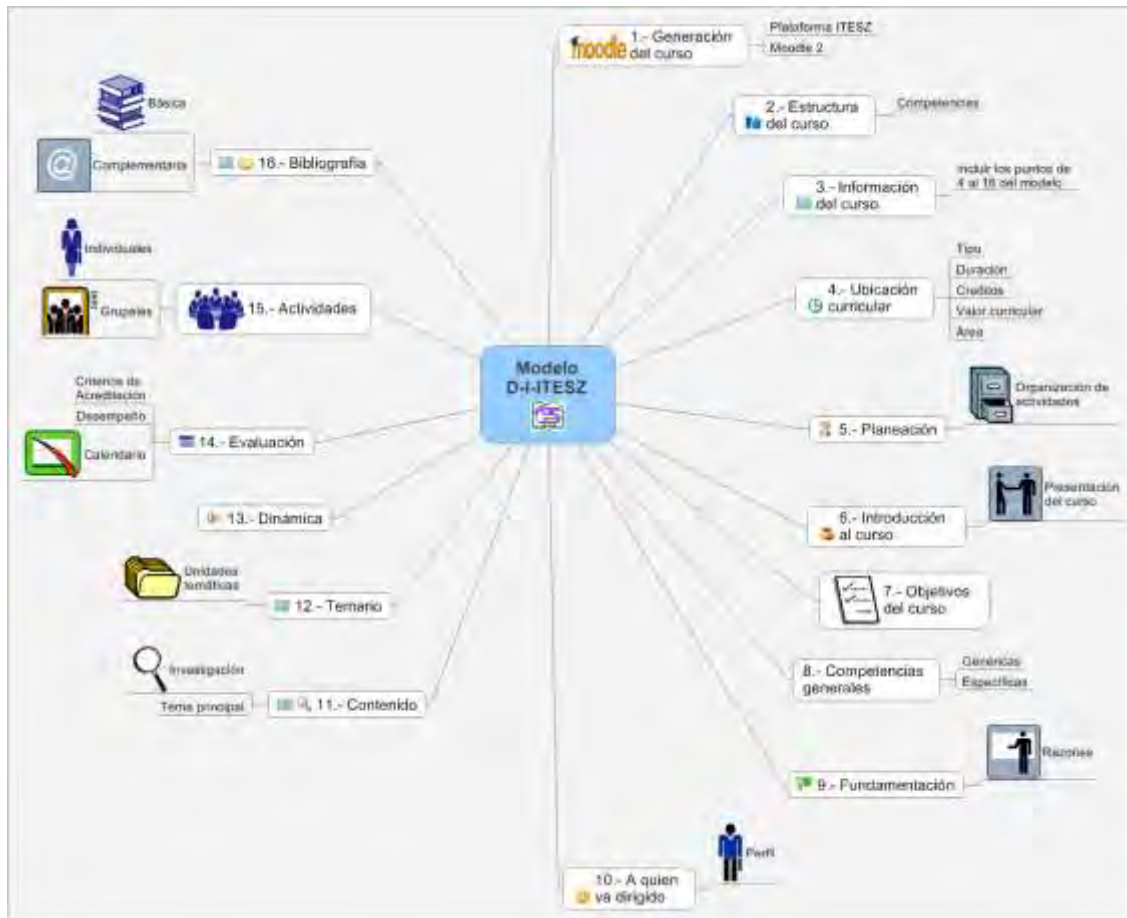 Modelo
D-I-ITESZ
moodle
1.- Generación
del curso
Plataforma ITESZ
Moodle 2
2.- Estructura
del curso
Competencias
3.- Información
del curso
Incluir los puntos de
4 al 16 del modelo
4.- Ubicación
curricular
Tipo
Duración
Creditos
Valor curricular
Area
5.- Planeación
Organización de
actividades
6.- Introducción
al curso
Presentación
del curso
7.- Objetivos
del curso
8.- Competencias
generales
Genéricas
Específicas
9.- Fundamentación
Razones
10.- A quien
va dirigido
Perfil
11.- Contenido
Investigación
Tema principal
12.- Temario
Unidades
temáticas
13.- Dinámica
14.- Evaluación
Criterios de
Acreditación
Desempeño
Calendario
15.- Actividades
Individuales
Grupales
16.- Bibliografía
Básica
Complementaria
@